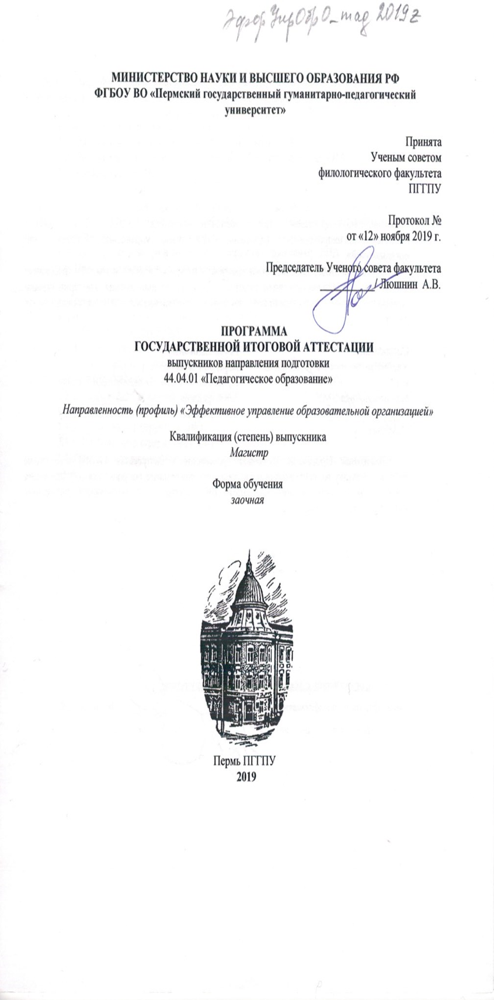 ЭффУпрОбрО_маг 2019г
МИНИСТЕРСТВО НАУКИ И ВЫСШЕГО ОБРАЗОВАНИЯ РФ
ФГБОУ ВО «Пермский государственный гуманитарно-педагогический
университет»
Принята
Ученым советом
филологического факультета
ПГГПУ
Протокол №
от «12» ноября 2019 г.
Председатель Ученого совета факультета
__________/ Люшнин А.В.
ПРОГРАММА
ГОСУДАРСТВЕННОЙ ИТОГОВОЙ АТТЕСТАЦИИ
выпускников направления подготовки
44.04.01 «Педагогическое образование»
Направленность (профиль) «Эффективное управление образовательной организацией»
Квалификация (степень) выпускника
Магистр
Форма обучения
заочная
Пермь ПГГПУ
2019